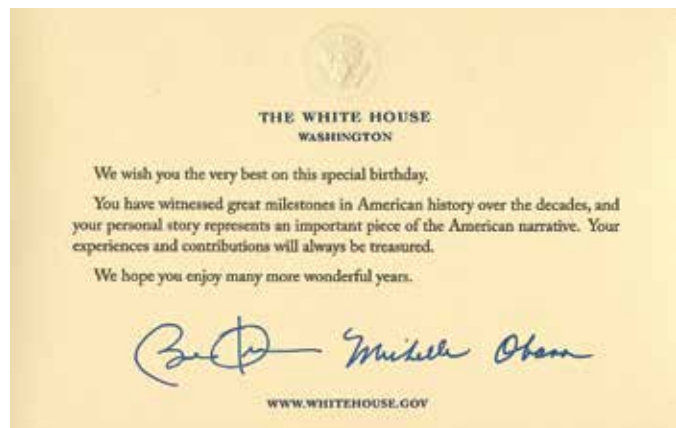 THE WHITE HOUSE
WASHINGTON
We wish you the very best on this special birthday.
You have witnessed great milestones in American history over the decades, and
your personal story represents an important piece of the American narrative. Your
experiences and contributions will always be treasured.
We hope you enjoy many more wonderful years.
Michelle Obama
WWW.WHITEHOUSE.GOV